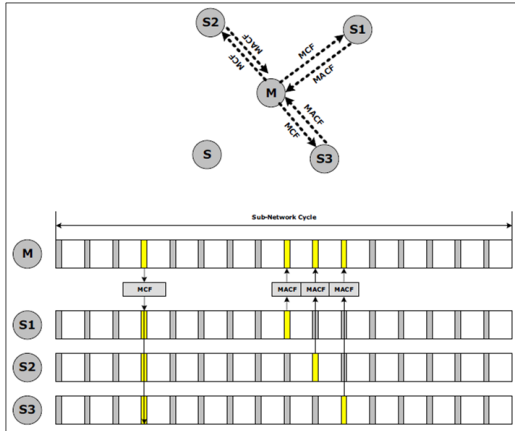 S2
S1
MACF
MCF
MCF
MACF
M
MACF
MCF
S
S3
Sub-Network Cycle
M
MCF
MACF MACF MACF
S1
S2
S3